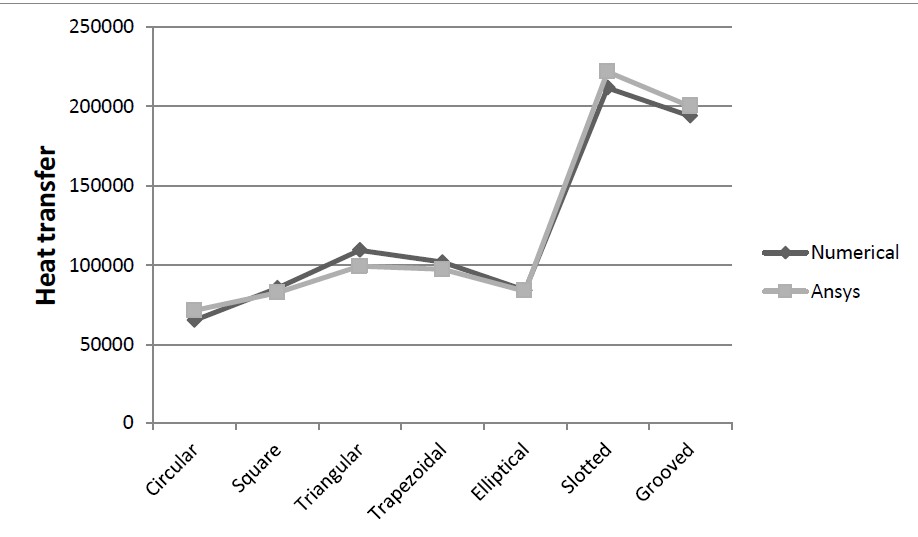 250000
200000
150000
100000
50000
0
Heat transfer
Circular
Square
Triangular
Trapezoidal
Elliptical
Slotted
Grooved
Numerical
Ansys